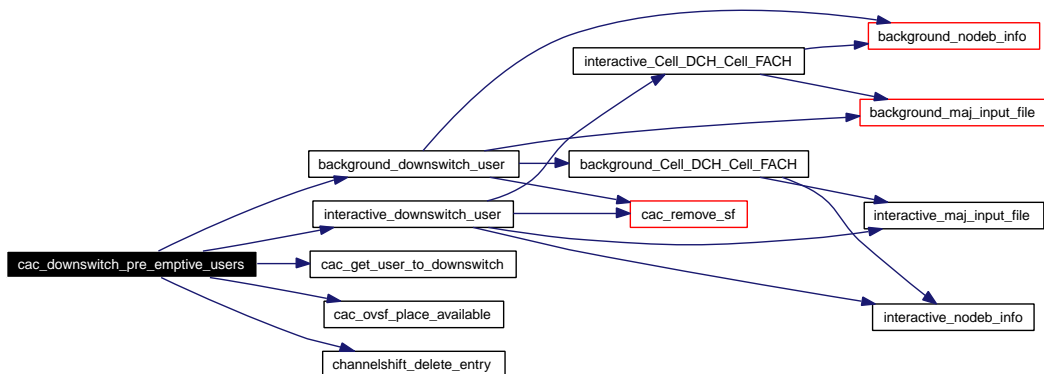 background_nodeb_info
interactive_Cell_DCH_Cell_FACH
background_maj_input_file
background_downswitch_user
background_Cell_DCH_Cell_FACH
interactive_downswitch_user
cac_remove_sf
interactive_maj_input_file
cac_downswitch_pre_emptive_users
cac_get_user_to_downswitch
cac_ovsf_place_available
interactive_nodeb_info
channelshift_delete_entry